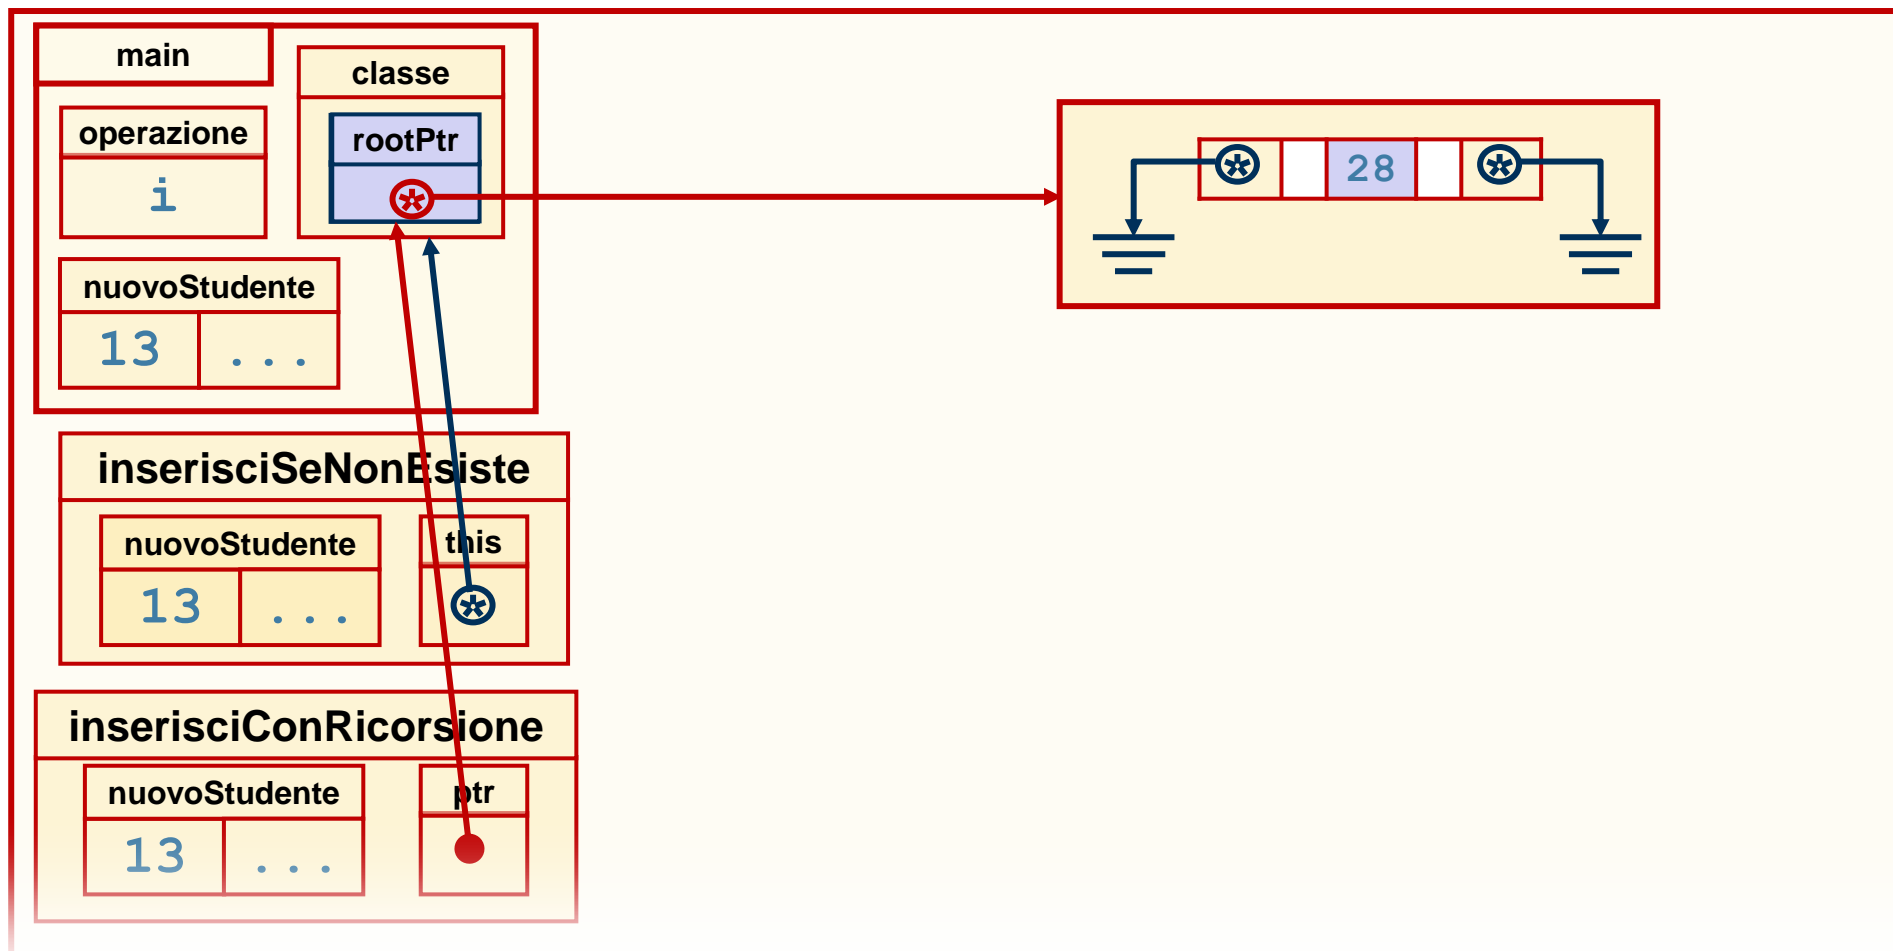 main
classe
operazione
rootPtr
i
28
nuovoStudente
13 ...
inserisciSeNonEsiste
nuovoStudente
this
13 ...
inserisciConRicorsione
nuovoStudente
ptr
13 ...